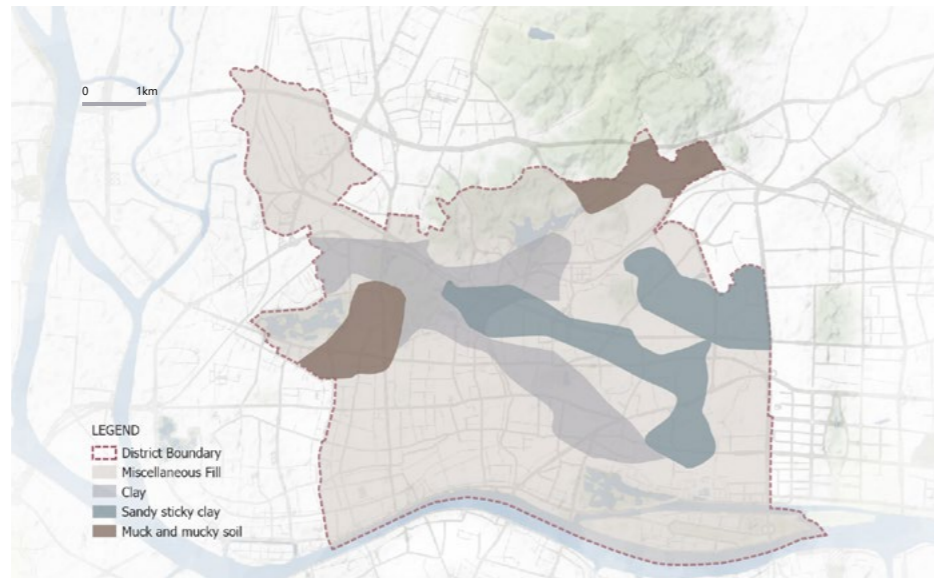 0 1km
LEGEND
District Boundary
Miscellaneous Fill
Clay
Sandy sticky clay
Muck and mucky soil